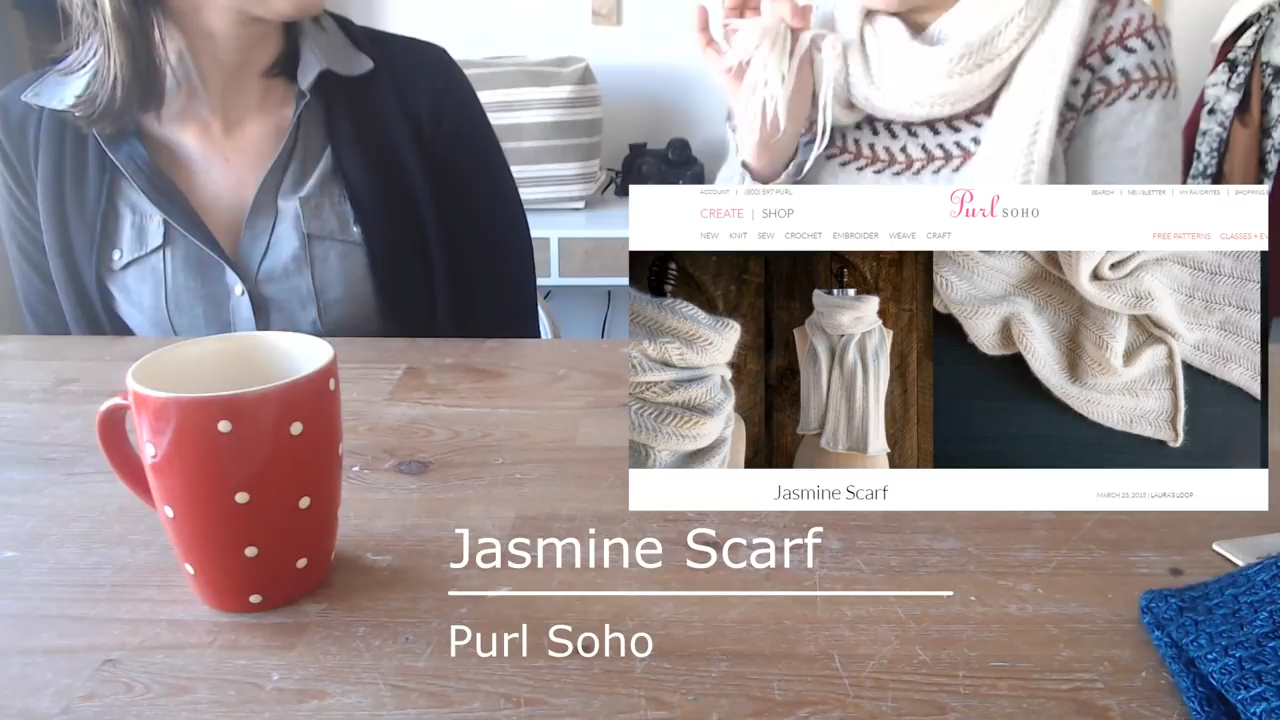 ACCOUNT | (800) 597-PURL
SEARCH | NEWSLETTER | MY FAVORITES | SHOPPING
CREATE | SHOP
Purl SOHO
NEW KNIT SEW CROCHET EMBROIDER WEAVE CRAFT
FREE PATTERNS CLASSES +
Jasmine Scarf
MARCH 25, 2015 | LAURA'S LOOP
Jasmine Scarf
Purl Soho